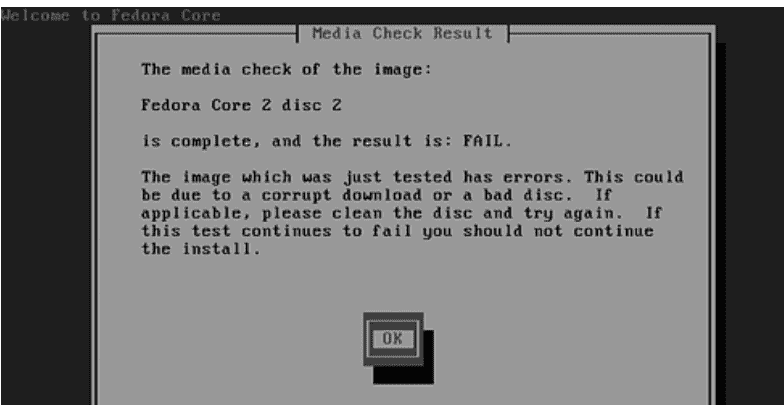 Welcome to Fedora Core
Media Check Result
The media check of the image:
Fedora Core 2 disc 2
is complete, and the result is: FAIL.
The image which was just tested has errors. This could
be due to a corrupt download or a bad disc.  If
applicable, please clean the disc and try again.  If
this test continues to fail you should not continue
the install.
OK